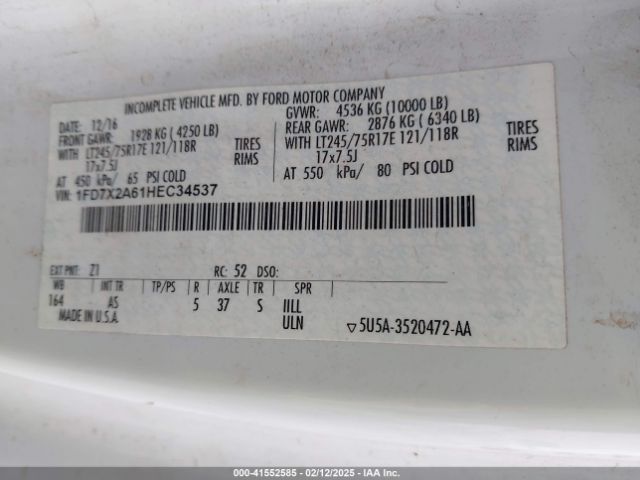 INCOMPLETE VEHICLE MFD. BY FORD MOTOR COMPANY
DATE: 12/16 GVWR: 4536 KG (10000 LB)
FRONT GAWR: 1928 KG ( 4250 LB) REAR GAWR: 2876 KG ( 6340 LB)
WITH LT245/75R17E 121/118R TIRES WITH LT245/75R17E 121/118R TIRES
17x7.5J RIMS 17x7.5J RIMS
AT 450 kPa/ 65 PSI COLD AT 550 kPa/ 80 PSI COLD
VIN: 1FD7X2A61HEC34537
EXT PNT: Z1 RC: 52 DSO:
WB INT TR TP/PS R AXLE TR SPR
164 AS 5 37 S IILL
MADE IN U.S.A. ULN ▽5U5A-3520472-AA
000-41552585 - 02/12/2025 - IAAI.com